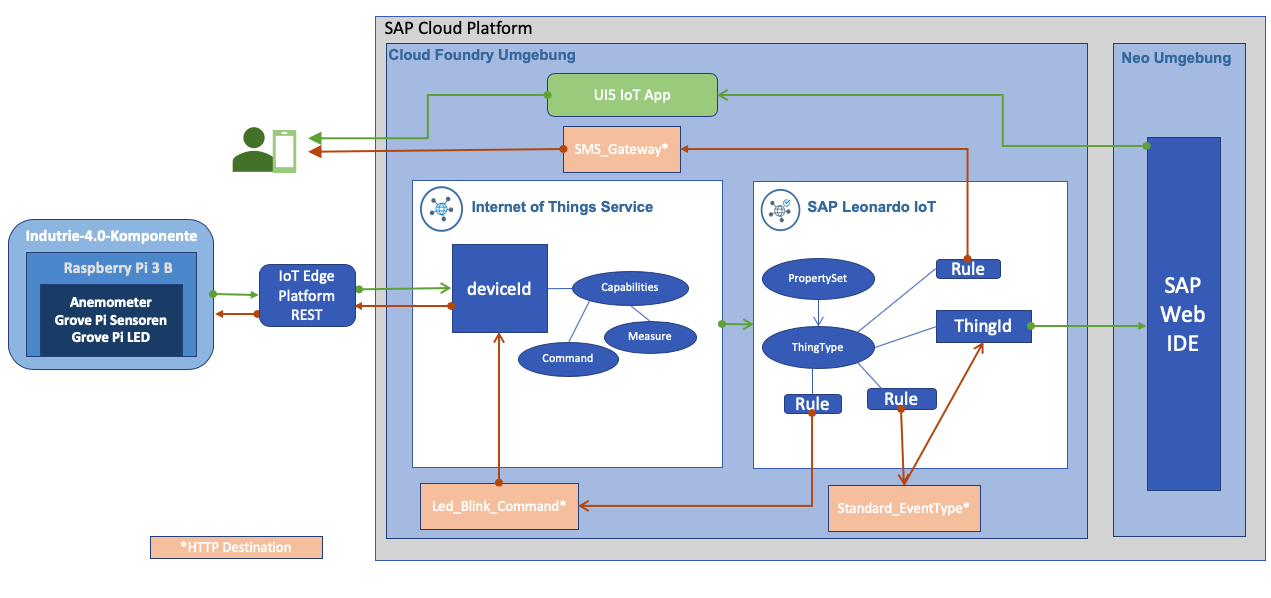 SAP Cloud Platform
Cloud Foundry Umgebung
Neo Umgebung
UI5 IoT App
SMS_Gateway*
Internet of Things Service
SAP Leonardo IoT
Indutrie-4.0-Komponente
Raspberry Pi 3 B
Anemometer
Grove Pi Sensoren
Grove Pi LED
IoT Edge
Platform
REST
deviceId
Capabilities
Measure
Command
PropertySet
ThingType
Rule
ThingId
Rule
Rule
SAP
Web
IDE
Led_Blink_Command*
Standard_EventType*
*HTTP Destination